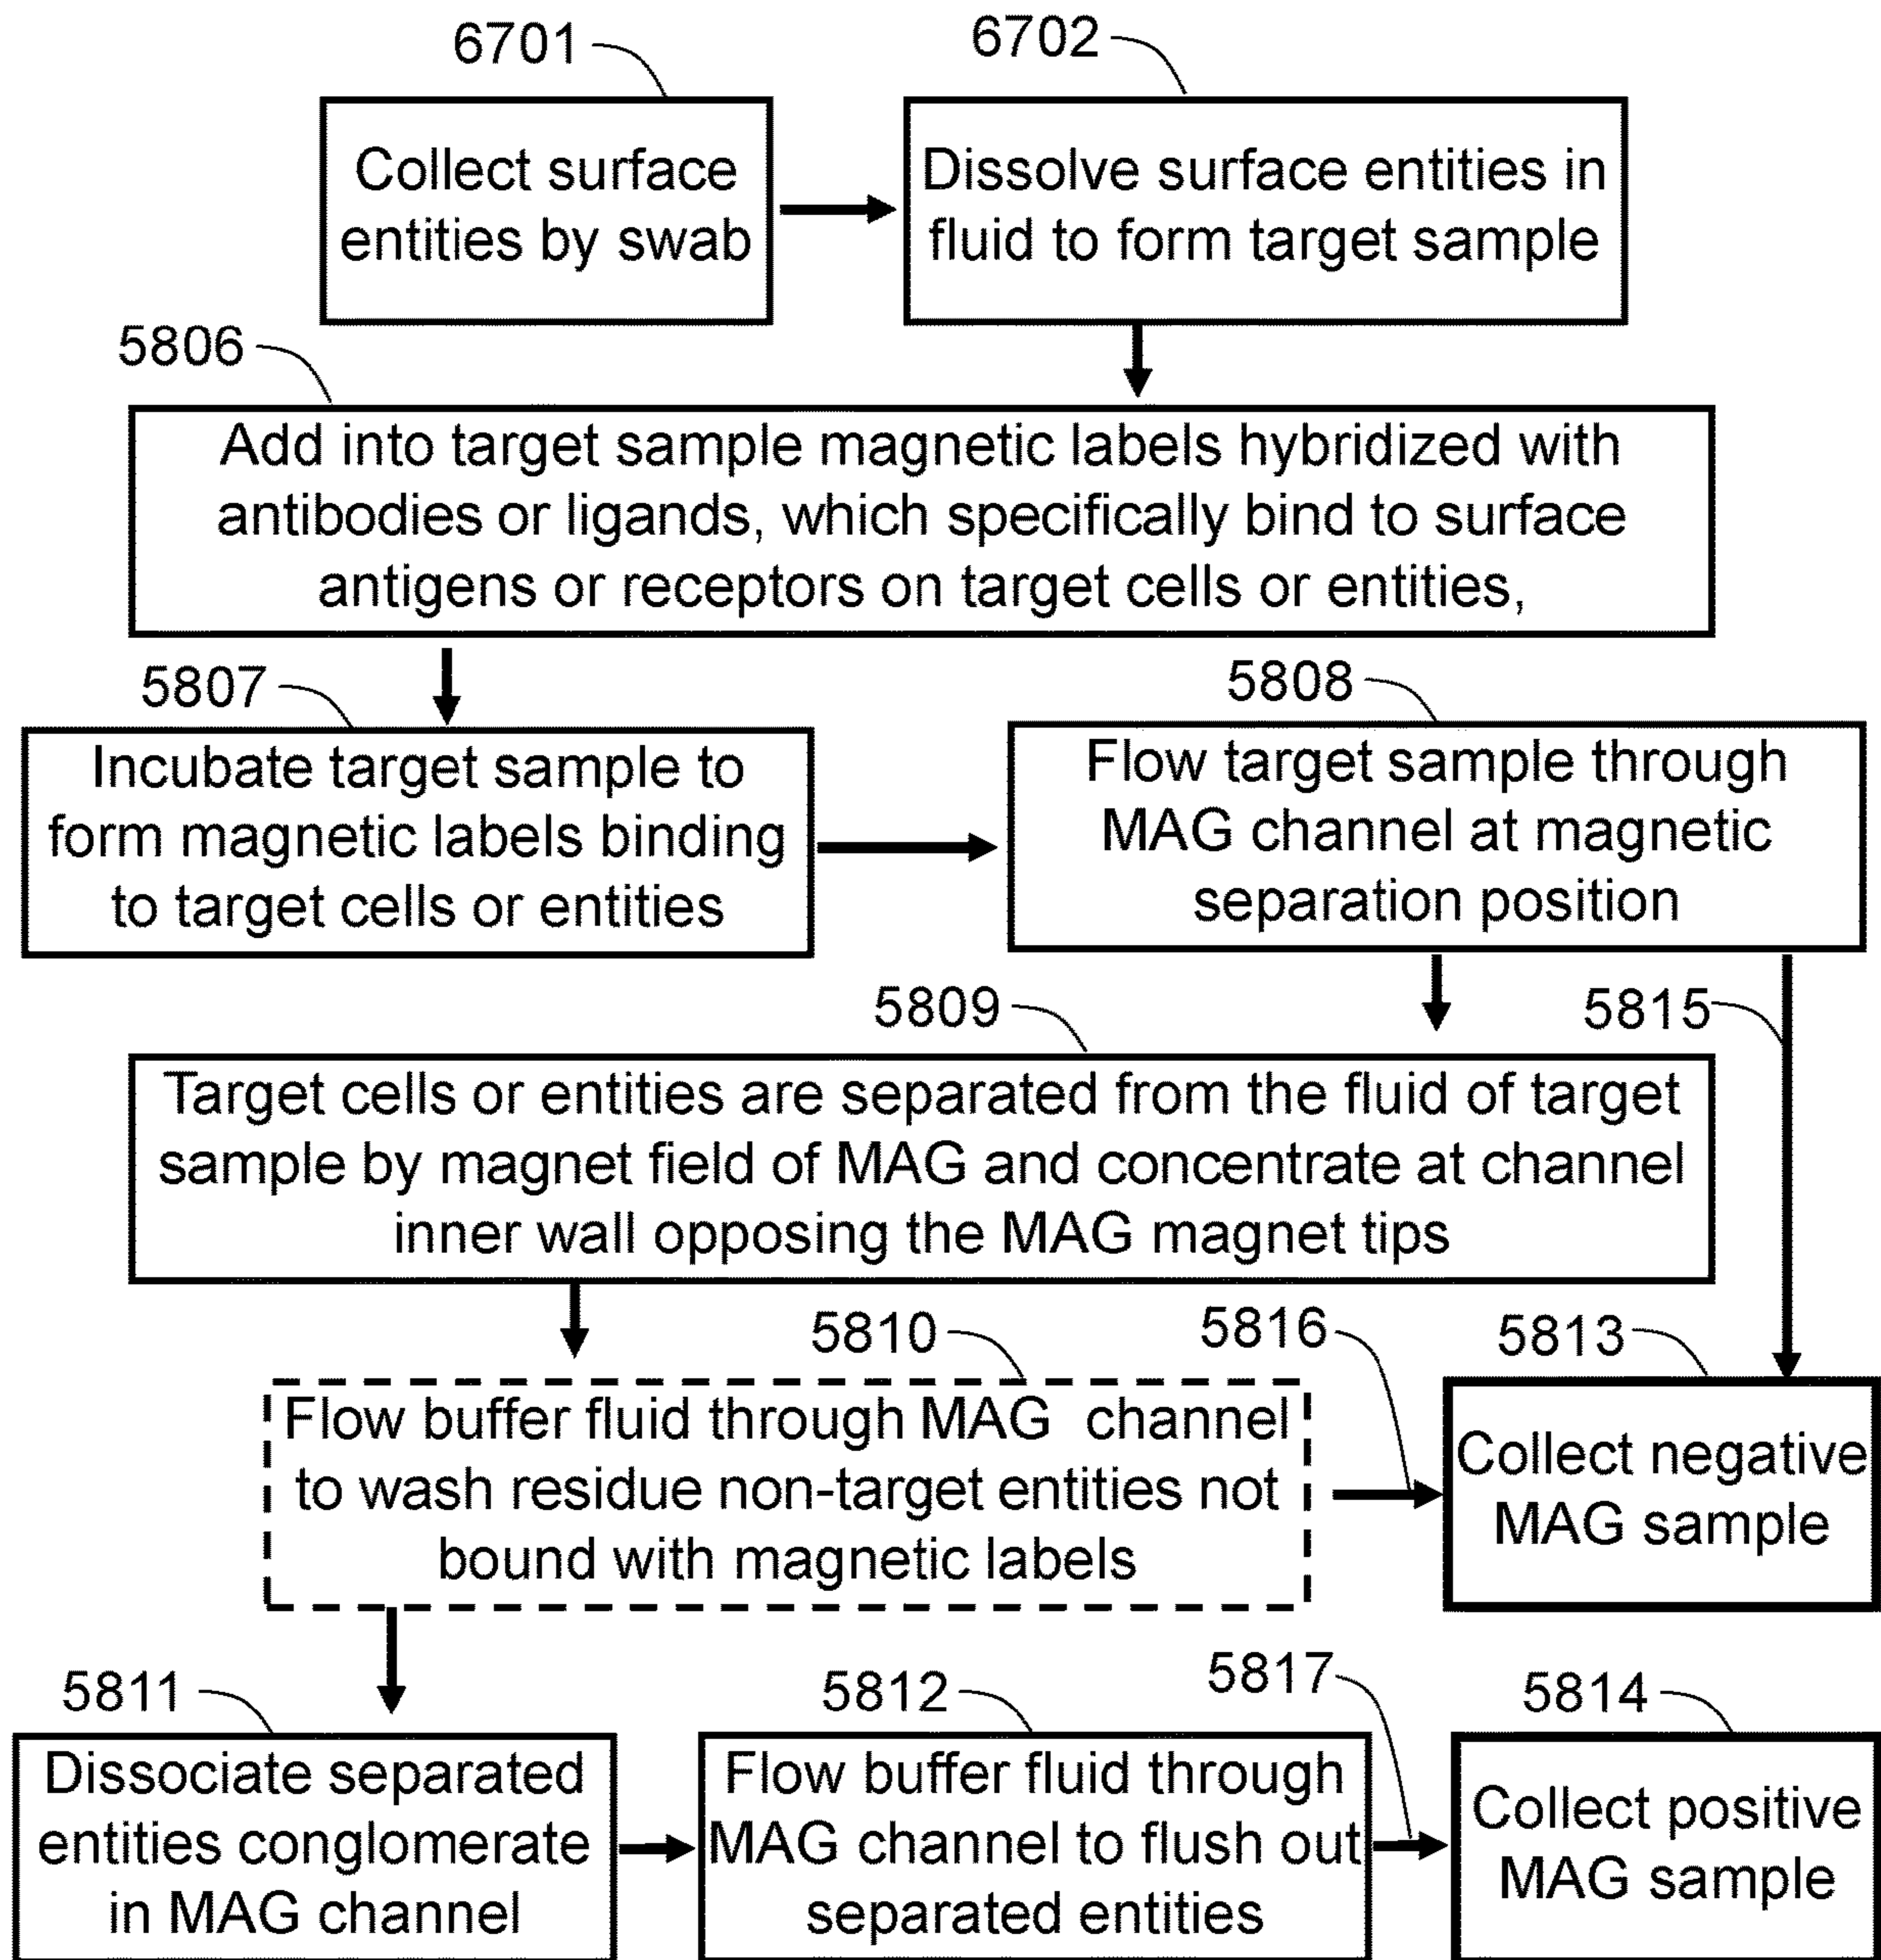 6701
6702
Collect surface
entities by swab
Dissolve surface entities in
fluid to form target sample
5806
Add into target sample magnetic labels hybridized with
antibodies or ligands, which specifically bind to surface
antigens or receptors on target cells or entities,
5807
5808
Incubate target sample to
form magnetic labels binding
to target cells or entities
Flow target sample through
MAG channel at magnetic
separation position
5809
5815
Target cells or entities are separated from the fluid of target
sample by magnet field of MAG and concentrate at channel
inner wall opposing the MAG magnet tips
5810
5816
5813
Flow buffer fluid through MAG channel
to wash residue non-target entities not
bound with magnetic labels
Collect negative
MAG sample
5811
5812
5817
5814
Dissociate separated
entities conglomerate
in MAG channel
Flow buffer fluid through
MAG channel to flush out
separated entities
Collect positive
MAG sample